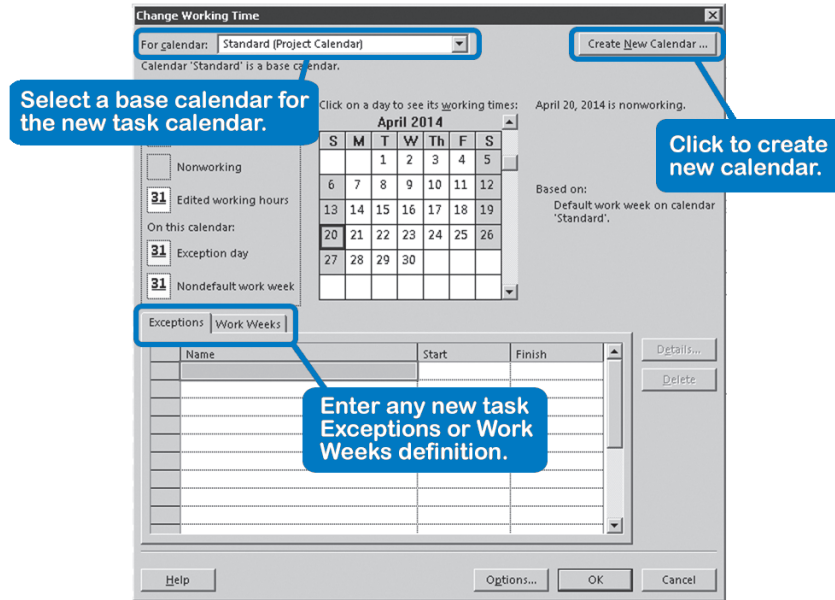 Change Working Time
For calendar: Standard (Project Calendar)
Create New Calendar ...
Calendar 'Standard' is a base calendar.
Select a base calendar for
the new task calendar.
Click on a day to see its working times:
April 20, 2014 is nonworking.
April 2014
S M T W Th F S
1 2 3 4 5
6 7 8 9 10 11 12
13 14 15 16 17 18 19
20 21 22 23 24 25 26
27 28 29 30
Click to create
new calendar.
Nonworking
31 Edited working hours
On this calendar:
31 Exception day
31 Nondefault work week
Based on:
Default work week on calendar
'Standard'.
Exceptions Work Weeks
Name Start Finish
Details...
Delete
Enter any new task
Exceptions or Work
Weeks definition.
Help Options... OK Cancel